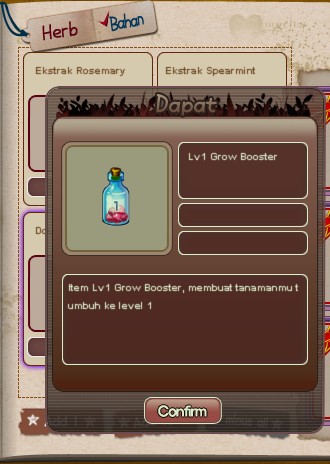 Herb
Bahan
Ekstrak Rosemary
Ekstrak Spearmint
Dapat
Lv1 Grow Booster
1
Item Lv1 Grow Booster, membuat tanamanmu t
umbuh ke level 1
Confirm